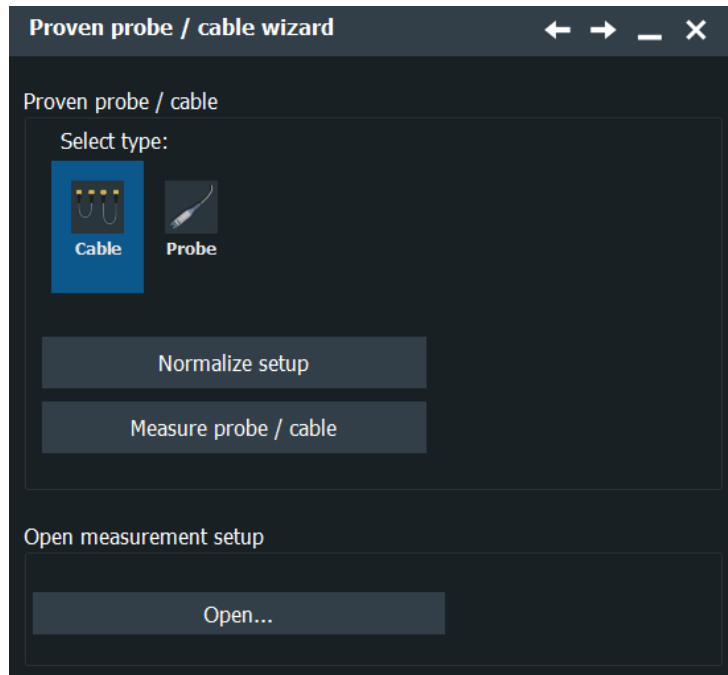 Proven probe / cable wizard
Proven probe / cable
Select type:
Cable Probe
Normalize setup
Measure probe / cable
Open measurement setup
Open...